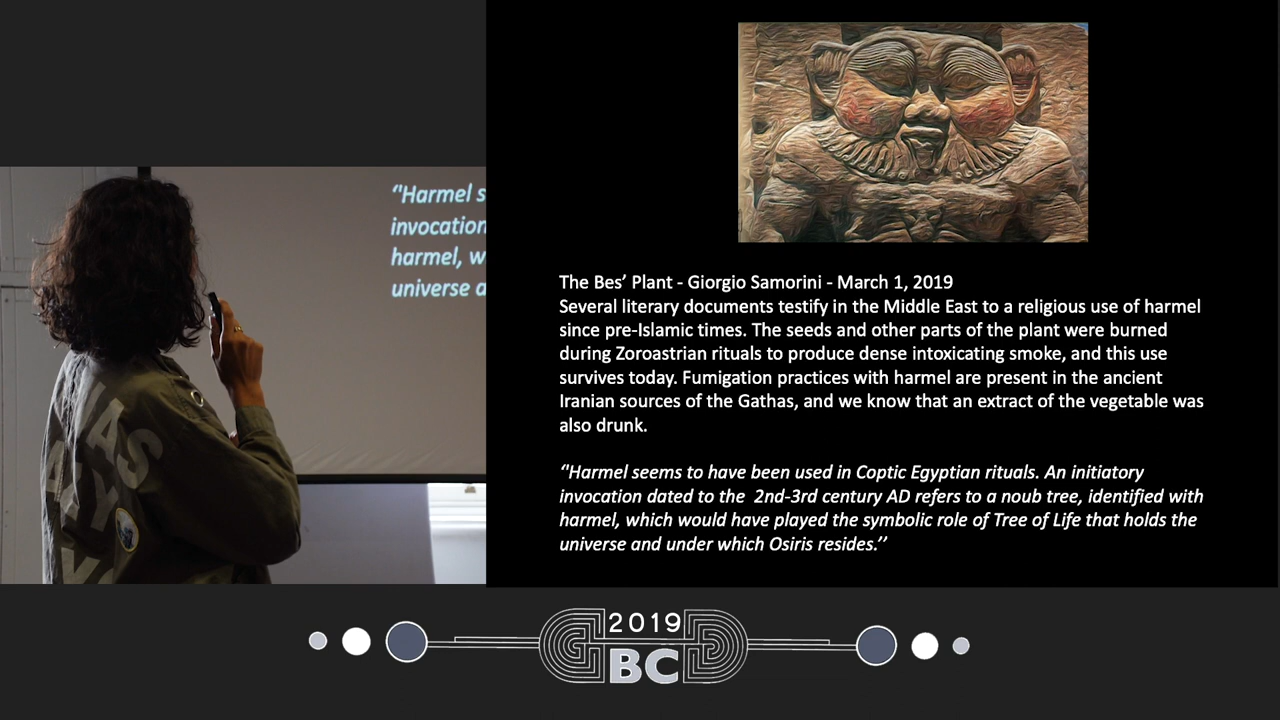 "Harmel s
invocation
harmel, w
universe a
The Bes' Plant - Giorgio Samorini - March 1, 2019
Several literary documents testify in the Middle East to a religious use of harmel
since pre-Islamic times. The seeds and other parts of the plant were burned
during Zoroastrian rituals to produce dense intoxicating smoke, and this use
survives today. Fumigation practices with harmel are present in the ancient
Iranian sources of the Gathas, and we know that an extract of the vegetable was
also drunk.
"Harmel seems to have been used in Coptic Egyptian rituals. An initiatory
invocation dated to the  2nd-3rd century AD refers to a noub tree, identified with
harmel, which would have played the symbolic role of Tree of Life that holds the
universe and under which Osiris resides.’’
2019
BC